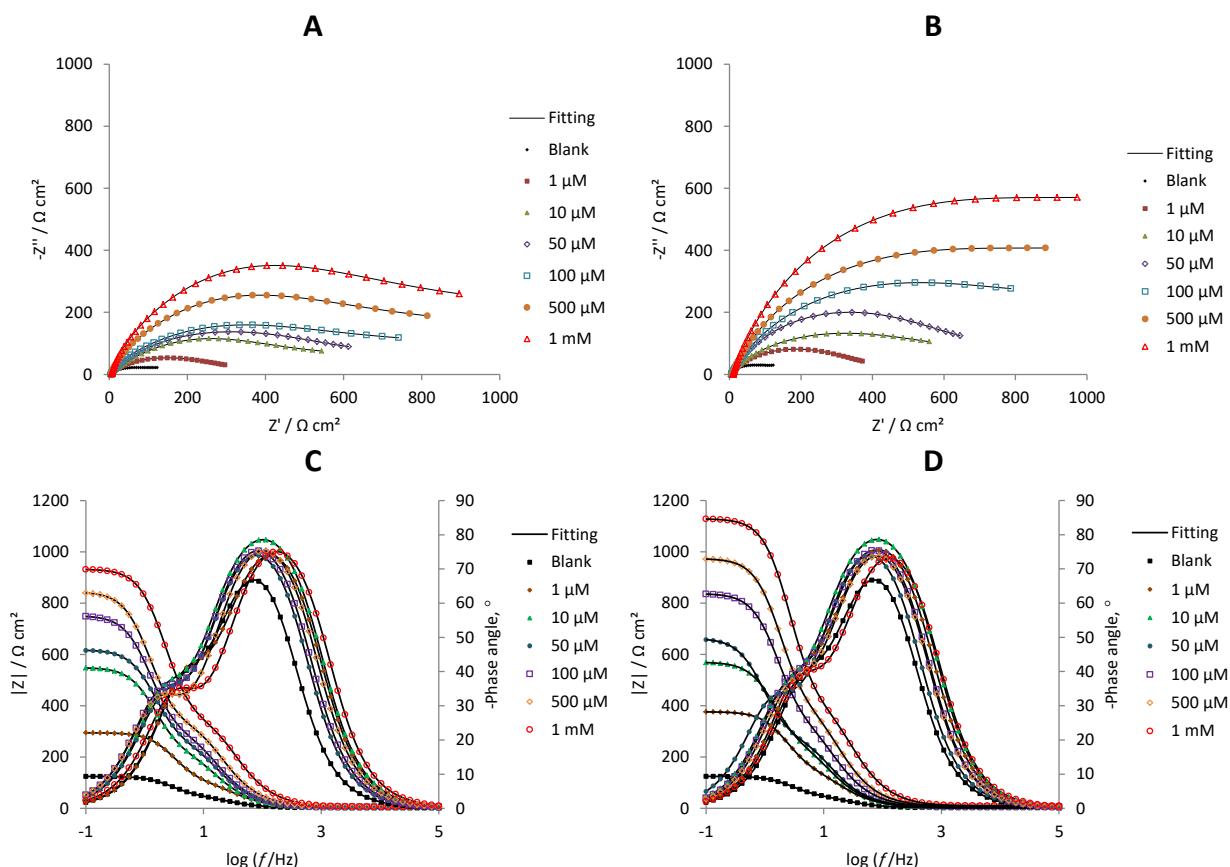 A
1000
800
600
400
200
0
0 200 400 600 800 1000
-Z'' / Ω cm²
Z' / Ω cm²
Fitting
Blank
1 µM
10 µM
50 µM
100 µM
500 µM
1 mM
B
1000
800
600
400
200
0
0 200 400 600 800 1000
-Z'' / Ω cm²
Z' / Ω cm²
Fitting
Blank
1 µM
10 µM
50 µM
100 µM
500 µM
1 mM
C
1200
1000
800
600
400
200
0
90
80
70
60
50
40
30
20
10
0
-1 1 3 5
|Z| / Ω cm²
-Phase angle, °
log (f/Hz)
Fitting
Blank
1 µM
10 µM
50 µM
100 µM
500 µM
1 mM
D
1200
1000
800
600
400
200
0
90
80
70
60
50
40
30
20
10
0
-1 1 3 5
|Z| / Ω cm²
-Phase angle, °
log (f/Hz)
Fitting
Blank
1 µM
10 µM
50 µM
100 µM
500 µM
1 mM